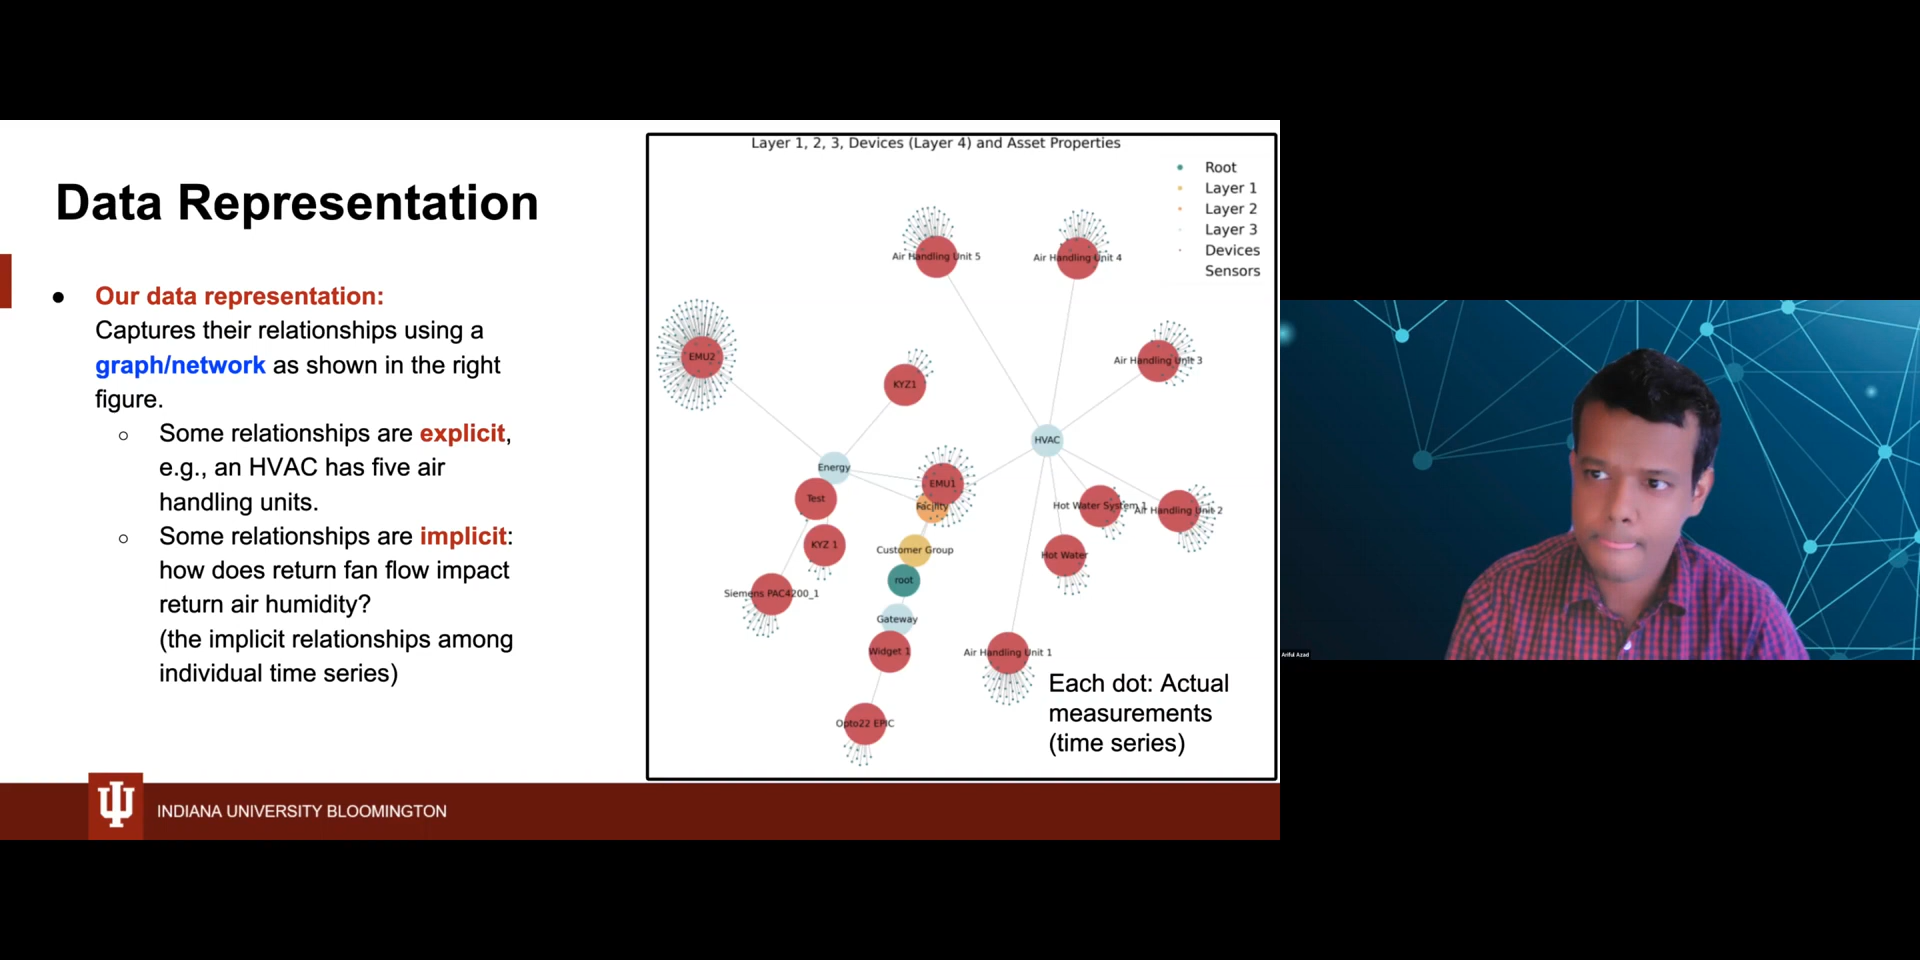 Data Representation
Our data representation:
Captures their relationships using a
graph/network as shown in the right
figure.
Some relationships are explicit,
e.g., an HVAC has five air
handling units.
Some relationships are implicit:
how does return fan flow impact
return air humidity?
(the implicit relationships among
individual time series)
Layer 1, 2, 3, Devices (Layer 4) and Asset Properties
Root
Layer 1
Layer 2
Layer 3
Devices
Sensors
Air Handling Unit 5
Air Handling Unit 4
EMU2
Air Handling Unit 3
KYZ1
HVAC
Energy
EMU1
Test
Facility
Hot Water System 1
Air Handling Unit 2
KYZ 1
Customer Group
Hot Water
root
Siemens PAC4200_1
Gateway
Widget 1
Air Handling Unit 1
Opto22 EPIC
Each dot: Actual
measurements
(time series)
INDIANA UNIVERSITY BLOOMINGTON
Ariful Azad